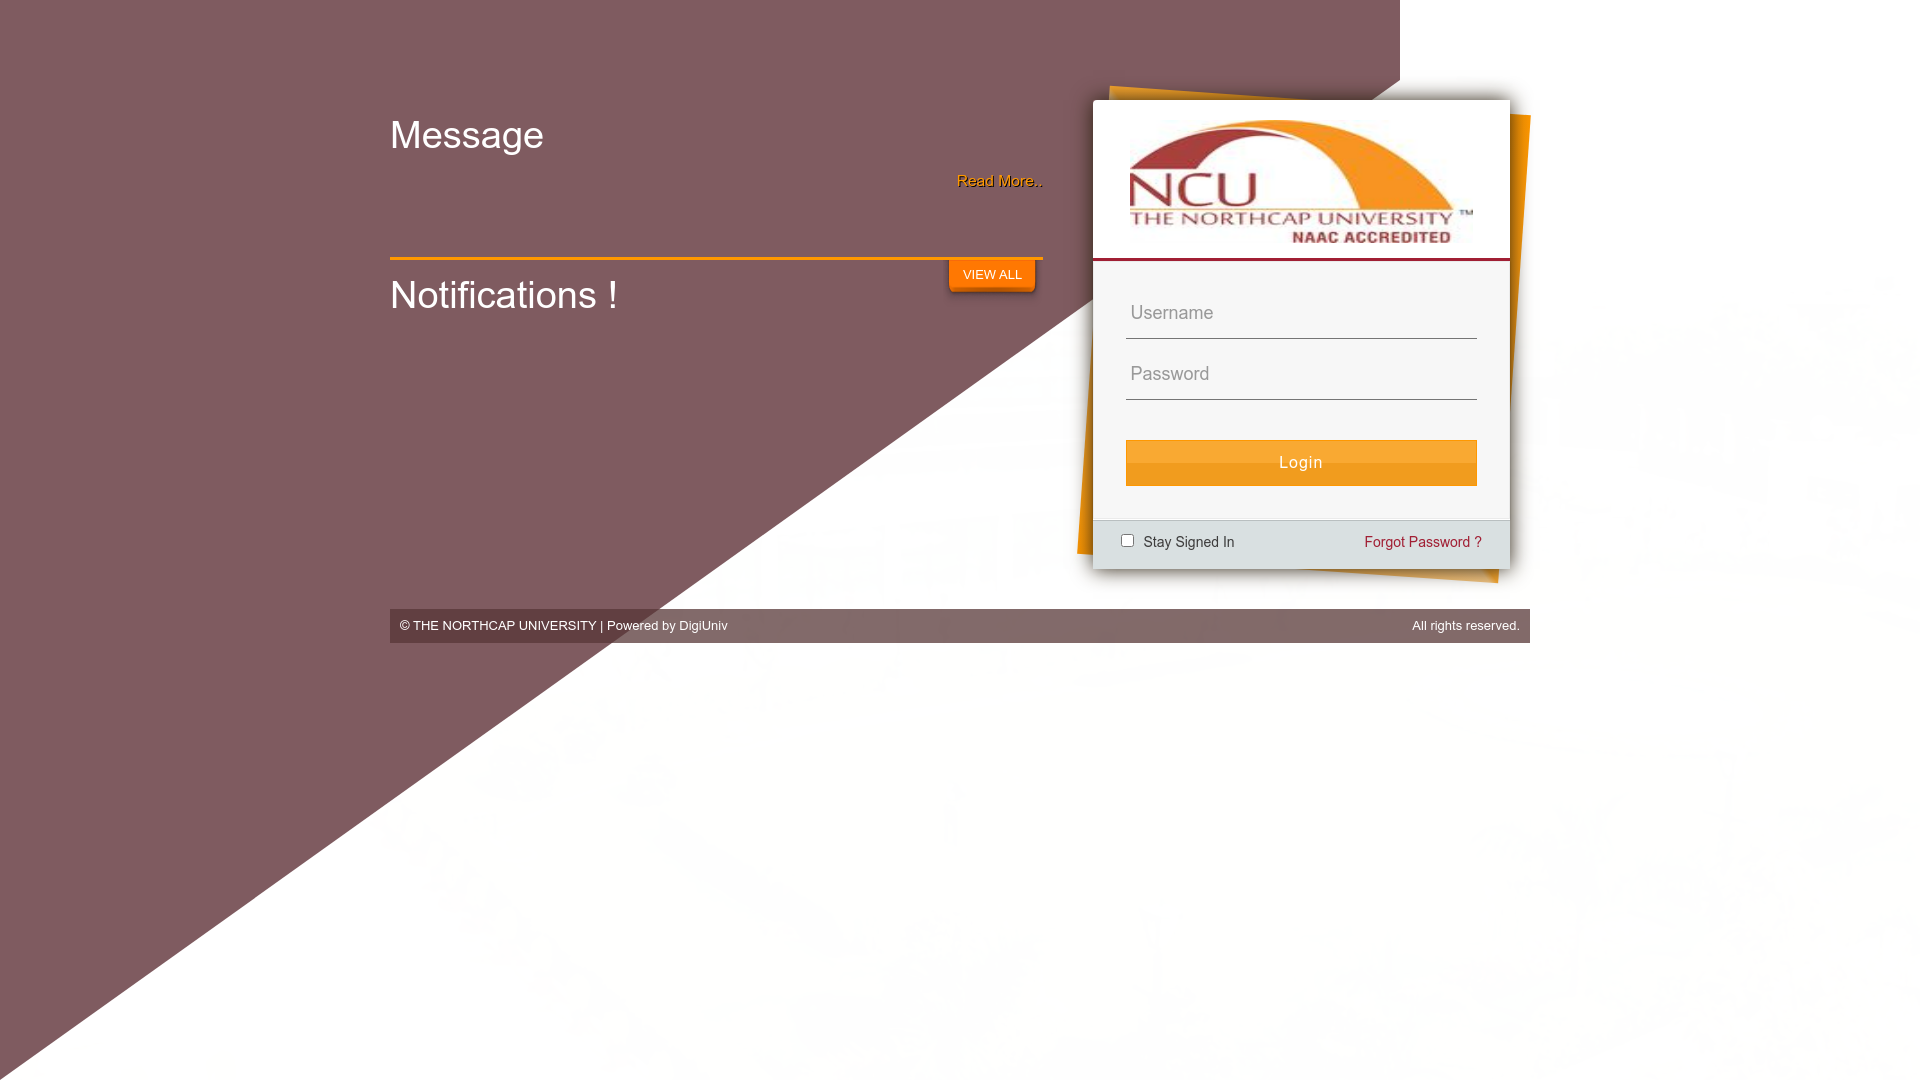 Message
Read More..
VIEW ALL
Notifications !
NCU
THE NORTHCAP UNIVERSITY ™
NAAC ACCREDITED
Username
Password
Login
Stay Signed In
Forgot Password ?
© THE NORTHCAP UNIVERSITY | Powered by DigiUniv
All rights reserved.